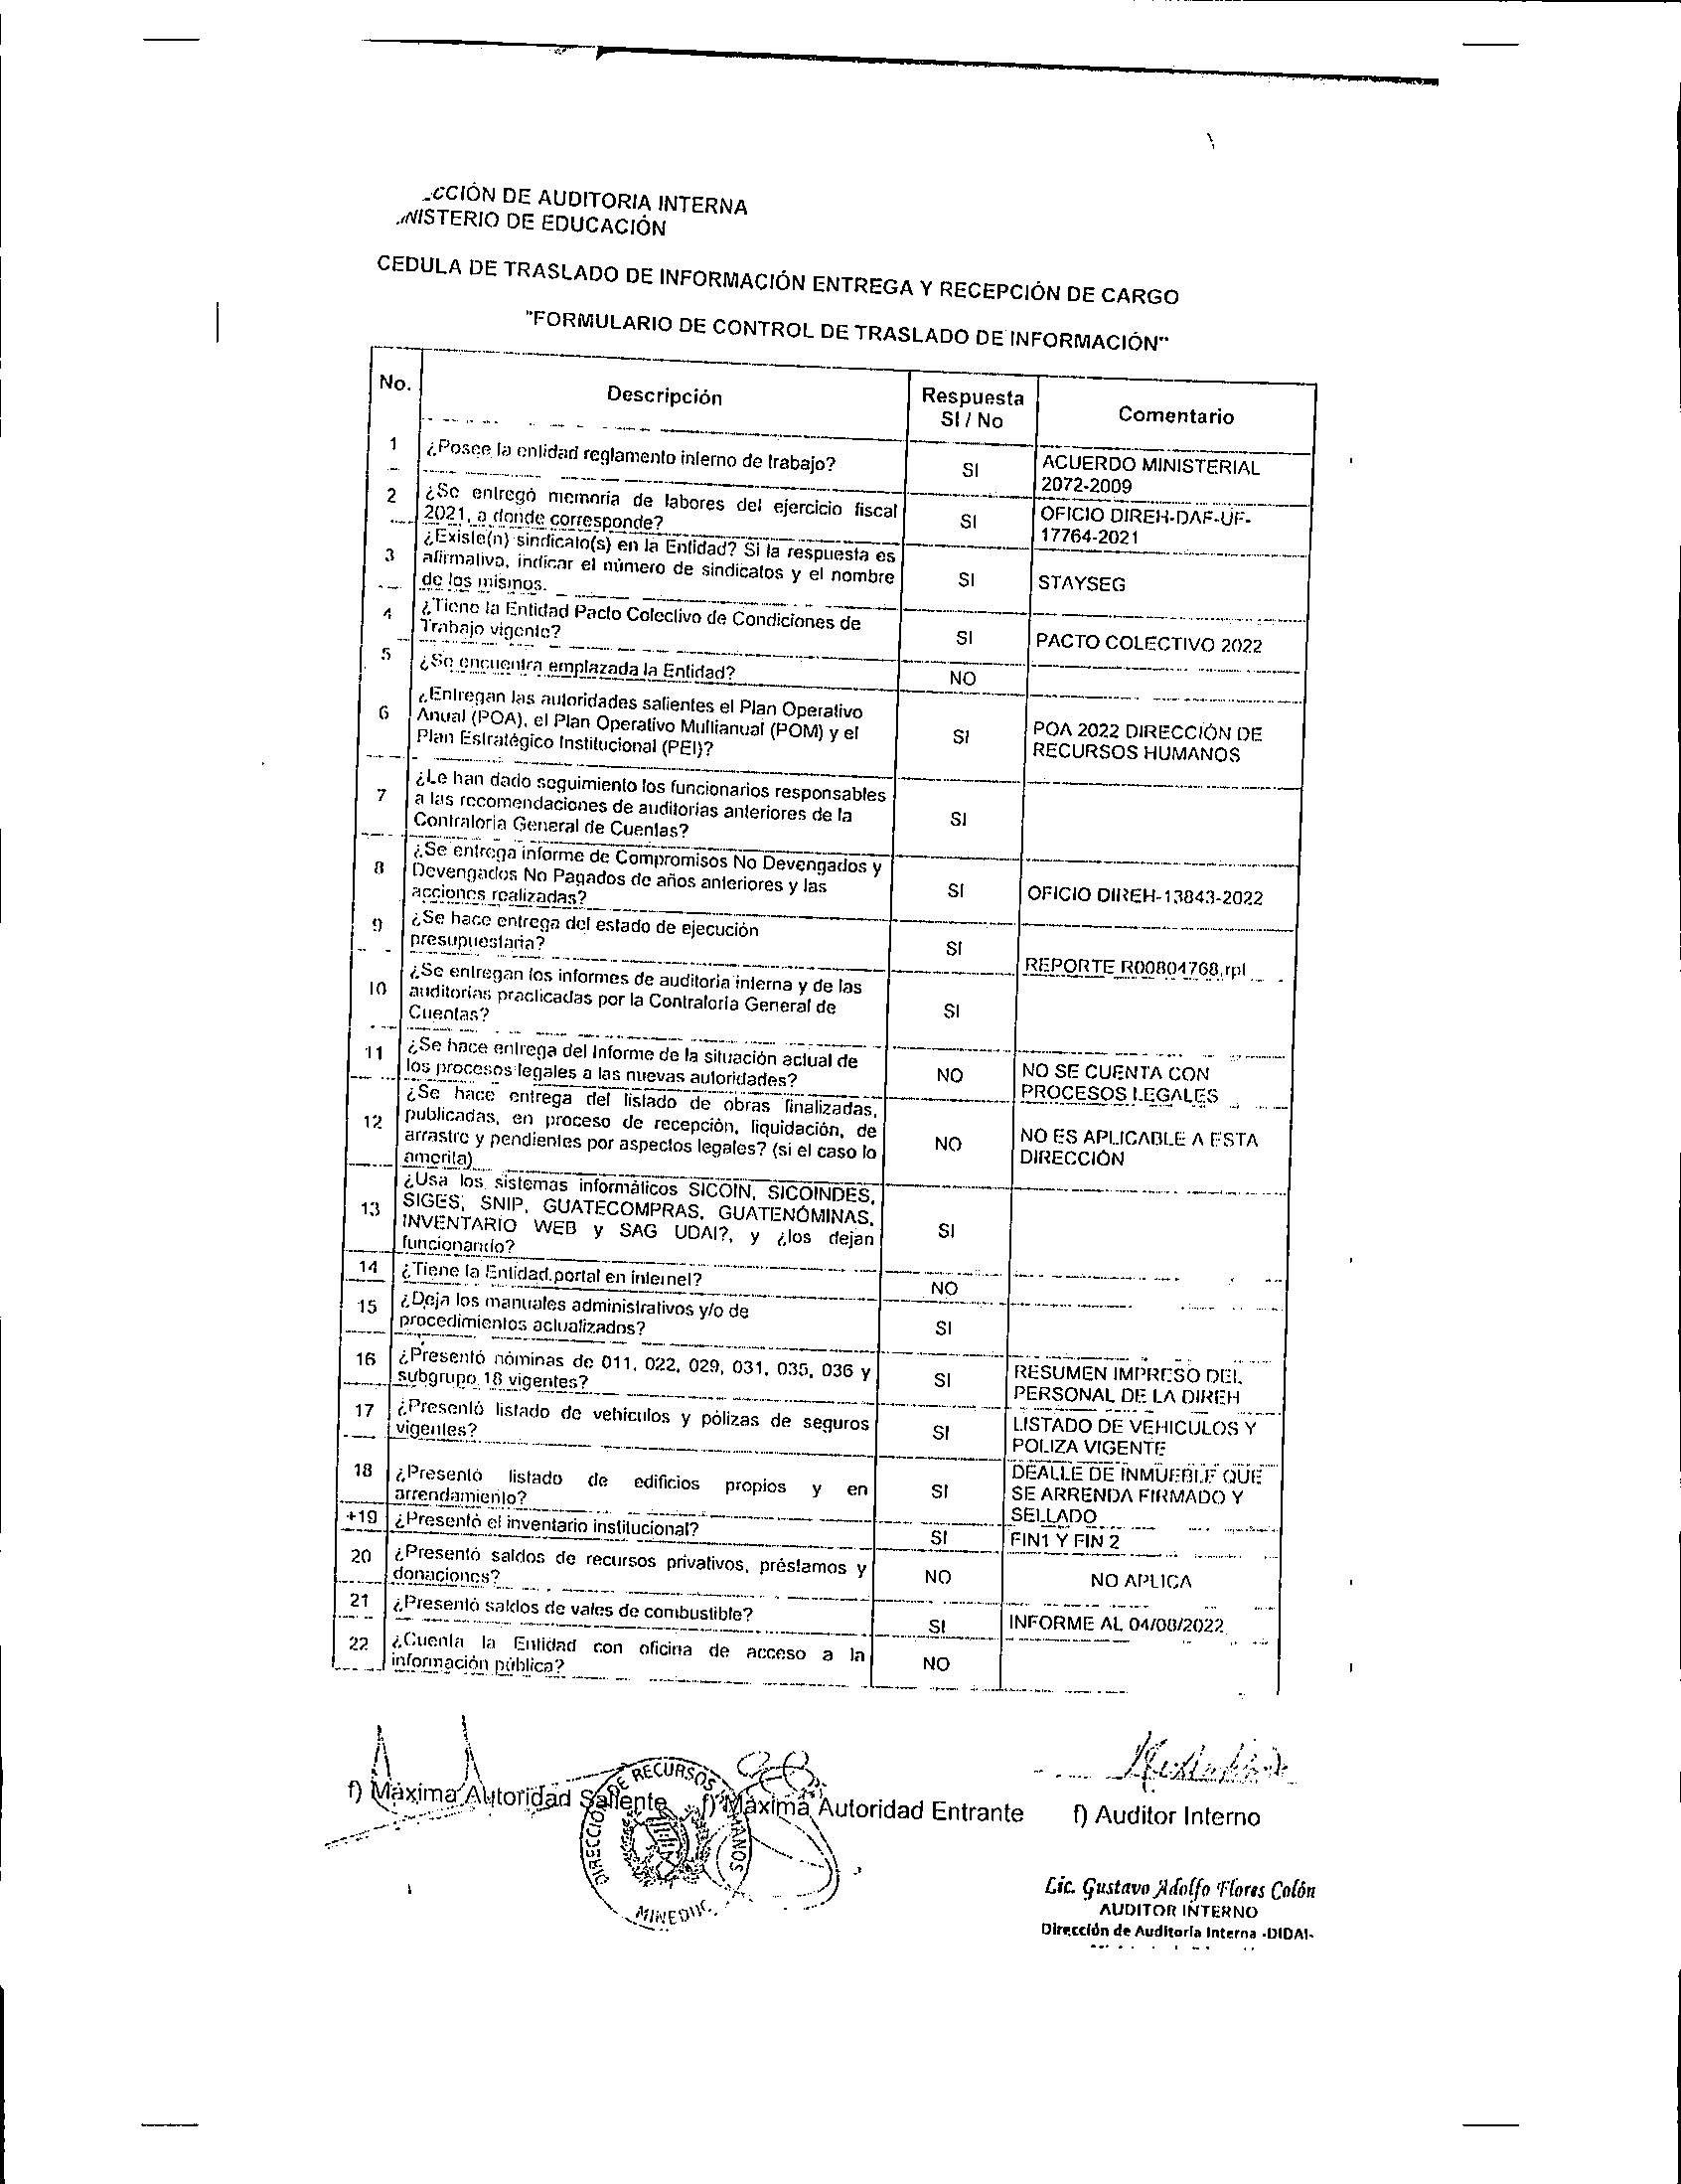 CCIÓN DE AUDITORIA INTERNA
NISTERIO DE EDUCACIÓN
CEDULA DE TRASLADO DE INFORMACIÓN ENTREGA Y RECEPCIÓN DE CARGO
"FORMULARIO DE CONTROL DE TRASLADO DE INFORMACIÓN"
No. Descripción Respuesta SI / No Comentario
1 ¿Posee la entidad reglamento interno de trabajo? SI ACUERDO MINISTERIAL
2072-2009
2 ¿Se entregó memoria de labores del ejercicio fiscal
2021, a donde corresponde? SI OFICIO DIREH-DAF-UF-
17764-2021
3 ¿Existe(n) sindicato(s) en la Entidad? Si la respuesta es
afirmativa, indicar el número de sindicatos y el nombre
de los mismos. SI STAYSEG
4 ¿Tiene la Entidad Pacto Colectivo de Condiciones de
Trabajo vigente? SI PACTO COLECTIVO 2022
5 ¿Se encuentra emplazada la Entidad? NO
6 ¿Entregan las autoridades salientes el Plan Operativo
Anual (POA), el Plan Operativo Multianual (POM) y el
Plan Estratégico Institucional (PEI)? SI POA 2022 DIRECCIÓN DE
RECURSOS HUMANOS
7 ¿Le han dado seguimiento los funcionarios responsables
a las recomendaciones de auditorias anteriores de la
Contraloria General de Cuentas? SI
8 ¿Se entrega informe de Compromisos No Devengados y
Devengados No Pagados de años anteriores y las
acciones realizadas? SI OFICIO DIREH-13843-2022
9 ¿Se hace entrega del estado de ejecución
presupuestaria? SI REPORTE R00804768.rpt
10 ¿Se entregan los informes de auditoria interna y de las
auditorías practicadas por la Contraloría General de
Cuentas? SI
11 ¿Se hace entrega del Informe de la situación actual de
los procesos legales a las nuevas autoridades? NO NO SE CUENTA CON
PROCESOS LEGALES
12 ¿Se hace entrega del listado de obras finalizadas,
publicadas, en proceso de recepción, liquidación, de
arrastre y pendientes por aspectos legales? (si el caso lo
amerita) NO NO ES APLICABLE A ESTA
DIRECCIÓN
13 ¿Usa los sistemas informáticos SICOIN, SICOINDES,
SIGES, SNIP, GUATECOMPRAS, GUATENÓMINAS,
INVENTARIO WEB y SAG UDAI?, y ¿los dejan
funcionando? SI
14 ¿Tiene la Entidad portal en internet? NO
15 ¿Deja los manuales administrativos y/o de
procedimientos actualizados? SI
16 ¿Presentó nóminas de 011, 022, 029, 031, 035, 036 y
subgrupo 18 vigentes? SI RESUMEN IMPRESO DEL
PERSONAL DE LA DIREH
17 ¿Presentó listado de vehículos y pólizas de seguros
vigentes? SI LISTADO DE VEHICULOS Y
POLIZA VIGENTE
18 ¿Presentó listado de edificios propios y en
arrendamiento? SI DEALLE DE INMUEBLE QUE
SE ARRENDA FIRMADO Y
SELLADO
+19 ¿Presentó el inventario institucional? SI FIN1 Y FIN 2
20 ¿Presentó saldos de recursos privativos, préstamos y
donaciones? NO NO APLICA
21 ¿Presentó saldos de vales de combustible? SI INFORME AL 04/08/2022
22 ¿Cuenta la Entidad con oficina de acceso a la
información pública? NO
f) Máxima Autoridad Saliente f) Máxima Autoridad Entrante f) Auditor Interno
DIRECCIÓN DE RECURSOS HUMANOS
MINEDUC
Lic. Gustavo Adolfo Flores Colón
AUDITOR INTERNO
Dirección de Auditoría Interna -DIDAI-